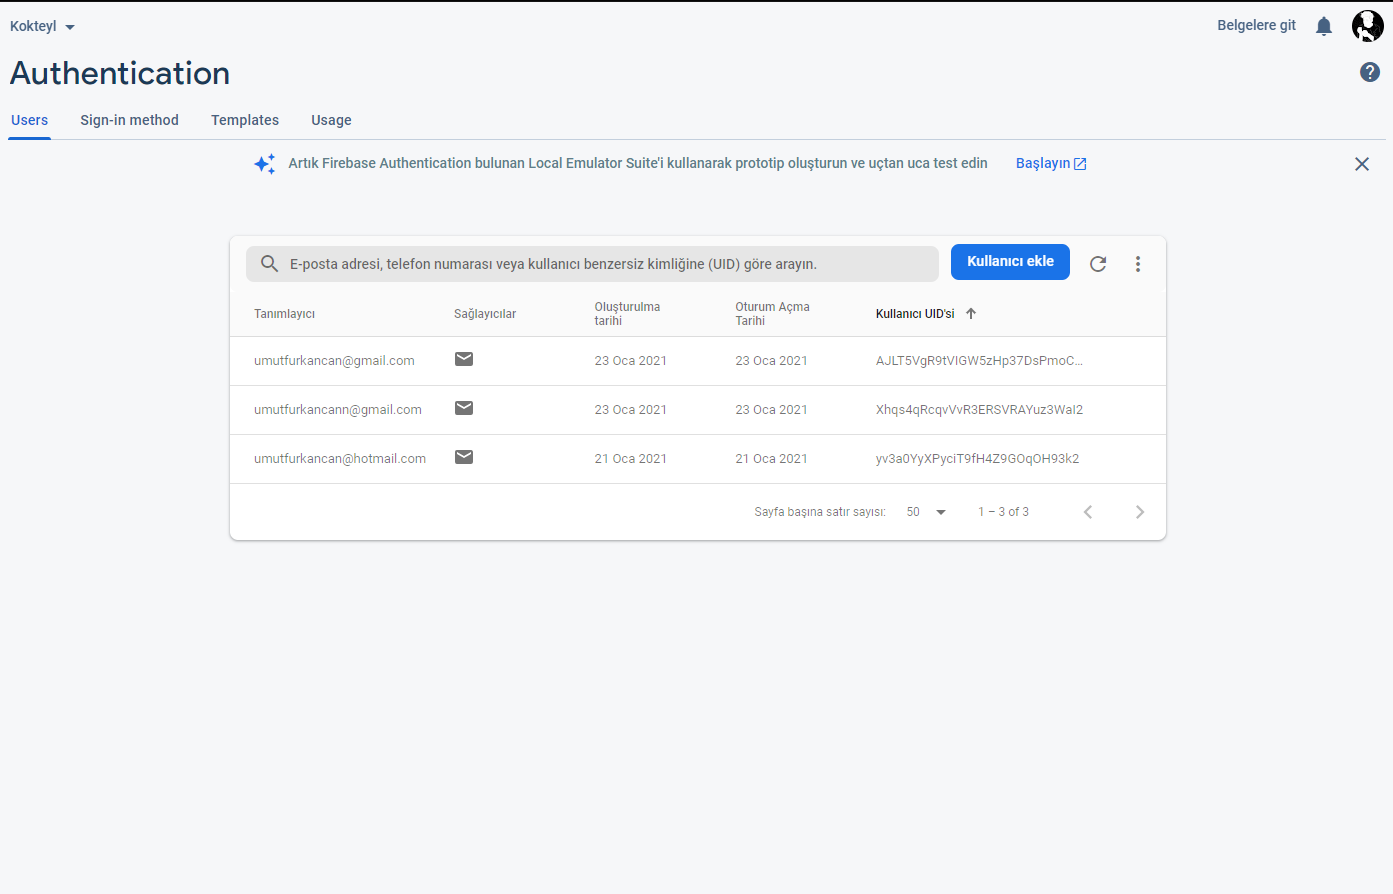 Kokteyl
Belgelere git
Authentication
Users Sign-in method Templates Usage
Artık Firebase Authentication bulunan Local Emulator Suite'i kullanarak prototip oluşturun ve uçtan uca test edin Başlayın
E-posta adresi, telefon numarası veya kullanıcı benzersiz kimliğine (UID) göre arayın.
Kullanıcı ekle
Tanımlayıcı Sağlayıcılar Oluşturulma tarihi Oturum Açma Tarihi Kullanıcı UID'si
umutfurkancan@gmail.com 23 Oca 2021 23 Oca 2021 AJLT5VgR9tVIGW5zHp37DsPmoC...
umutfurkancann@gmail.com 23 Oca 2021 23 Oca 2021 Xhqs4qRcqvVvR3ERSVRAYuz3WaI2
umutfurkancan@hotmail.com 21 Oca 2021 21 Oca 2021 yv3a0YyXPyciT9fH4Z9GOqOH93k2
Sayfa başına satır sayısı: 50 1 – 3 of 3